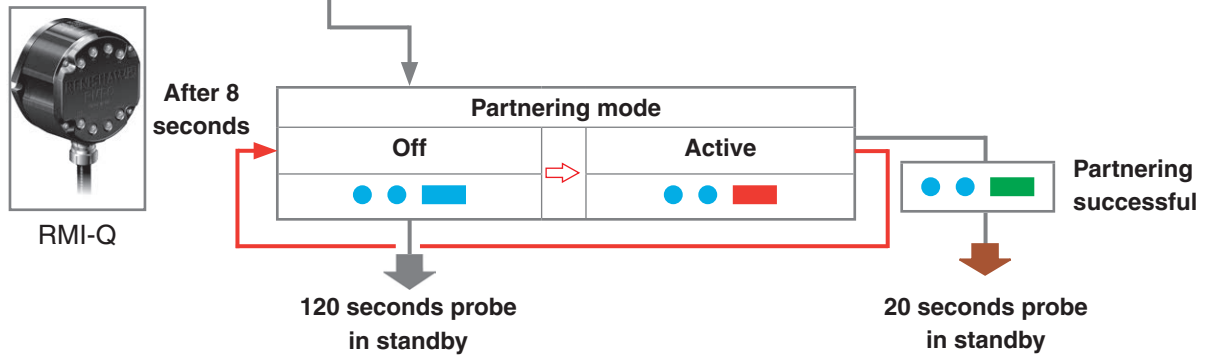 After 8
seconds
Partnering mode
Off
Active
Partnering
successful
RMI-Q
120 seconds probe
in standby
20 seconds probe
in standby